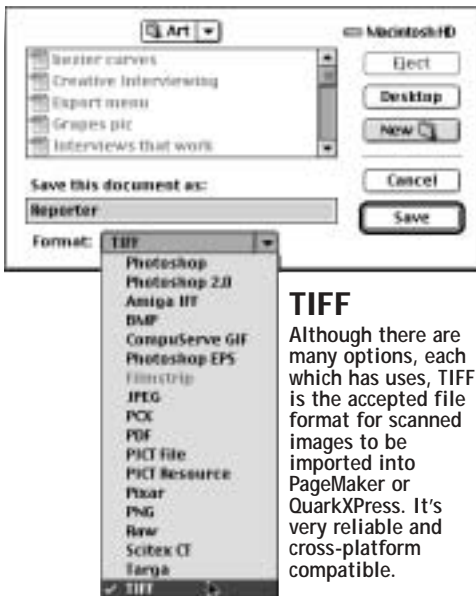 Art
Macintosh HD
bezier curves
Creative Interviewing
Export menu
Grapes pic
Interviews that work
Eject
Desktop
New
Cancel
Save
Save this document as:
Reporter
Format: TIFF
Photoshop
Photoshop 2.0
Amiga IFF
BMP
CompuServe GIF
Photoshop EPS
Filmstrip
JPEG
PCX
PDF
PICT File
PICT Resource
Pixar
PNG
Raw
Scitex CT
Targa
TIFF
TIFF
Although there are
many options, each
which has uses, TIFF
is the accepted file
format for scanned
images to be
imported into
PageMaker or
QuarkXPress. It's
very reliable and
cross-platform
compatible.